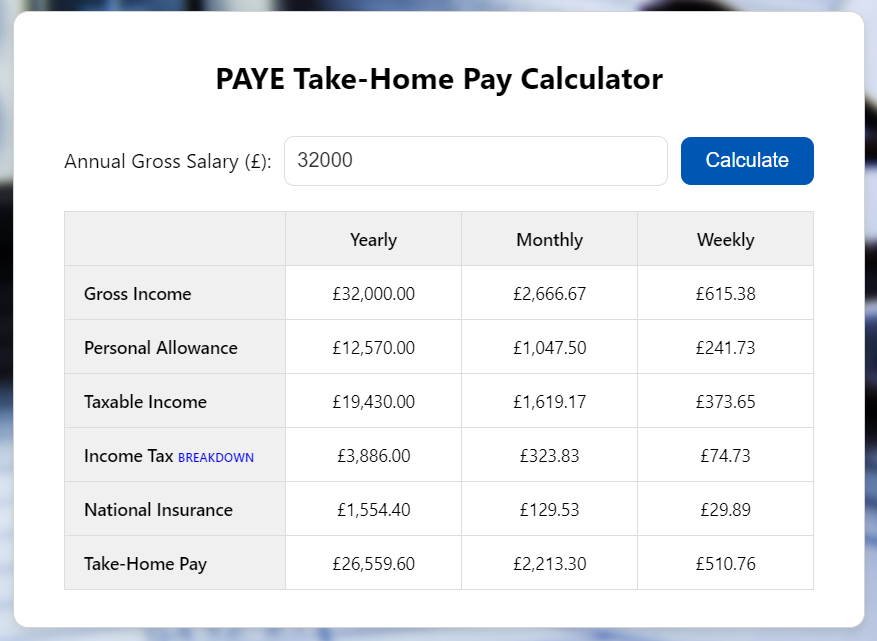 PAYE Take-Home Pay Calculator
Annual Gross Salary (£): 32000 Calculate
Yearly Monthly Weekly
Gross Income £32,000.00 £2,666.67 £615.38
Personal Allowance £12,570.00 £1,047.50 £241.73
Taxable Income £19,430.00 £1,619.17 £373.65
Income Tax BREAKDOWN £3,886.00 £323.83 £74.73
National Insurance £1,554.40 £129.53 £29.89
Take-Home Pay £26,559.60 £2,213.30 £510.76